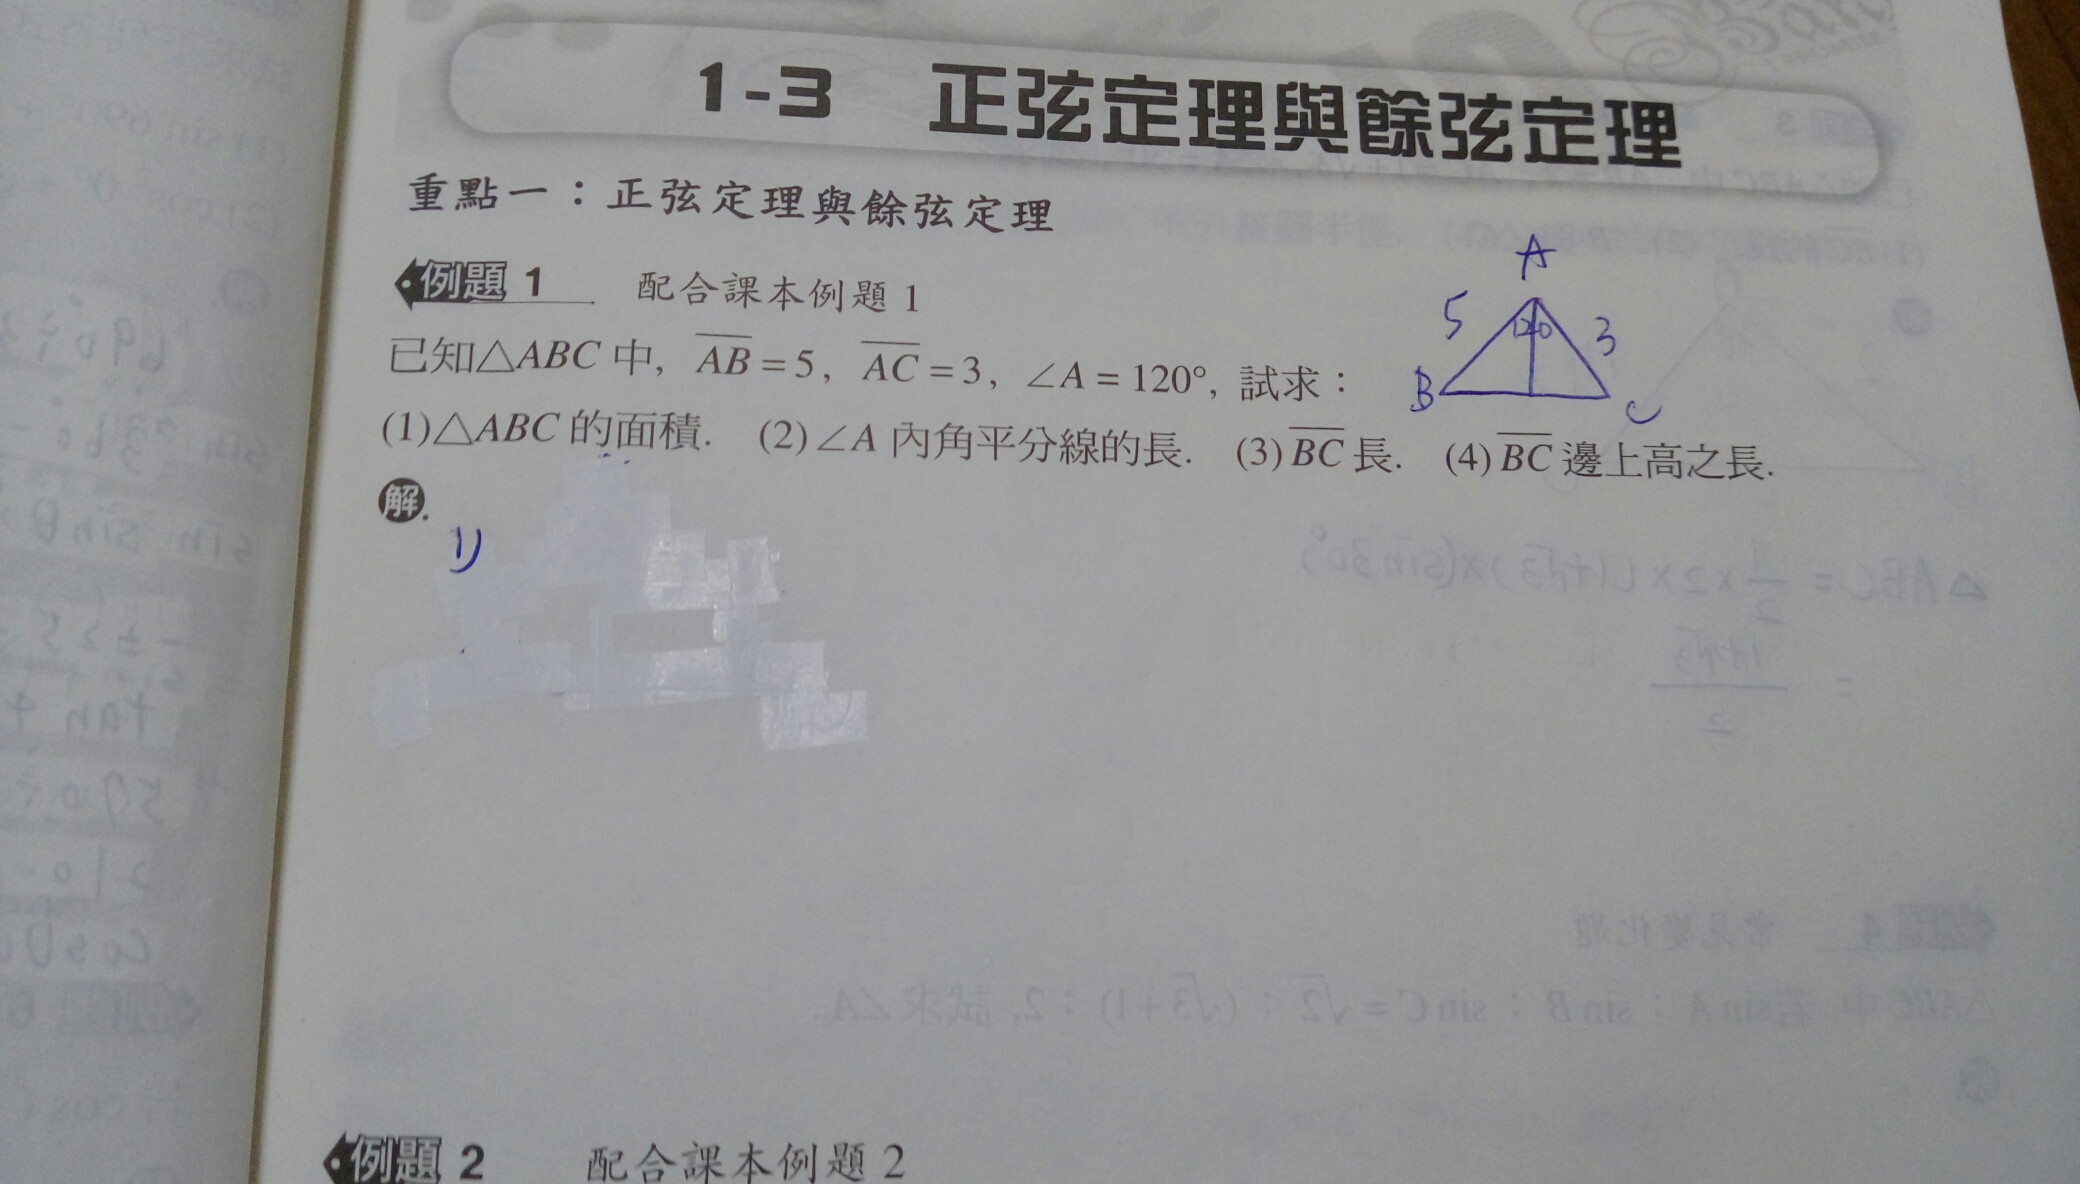 1-3 正弦定理與餘弦定理
重點一：正弦定理與餘弦定理
例題 1 配合課本例題 1
已知△ABC 中, AB = 5, AC = 3, ∠A = 120°, 試求：
(1)△ABC 的面積. (2)∠A 內角平分線的長. (3) BC 長. (4) BC 邊上高之長.
A
5
120
3
B
C
解.
1)
例題 2 配合課本例題 2